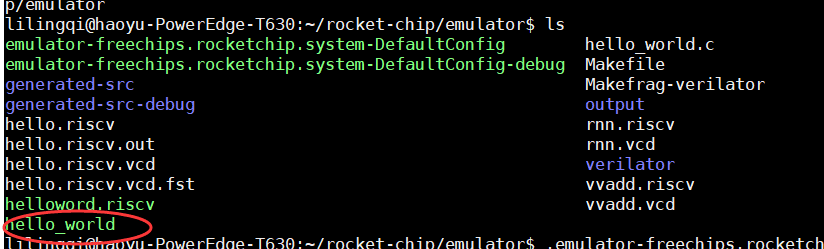 p/emulator
lilingqi@haoyu-PowerEdge-T630:~/rocket-chip/emulator$ ls
emulator-freechips.rocketchip.system-DefaultConfig hello_world.c
emulator-freechips.rocketchip.system-DefaultConfig-debug Makefile
generated-src Makefrag-verilator
generated-src-debug output
hello.riscv rnn.riscv
hello.riscv.out rnn.vcd
hello.riscv.vcd verilator
hello.riscv.vcd.fst vvadd.riscv
helloword.riscv vvadd.vcd
hello_world
lilingqi@haoyu-PowerEdge-T630:~/rocket-chip/emulator$ .emulator-freechips.rocketch